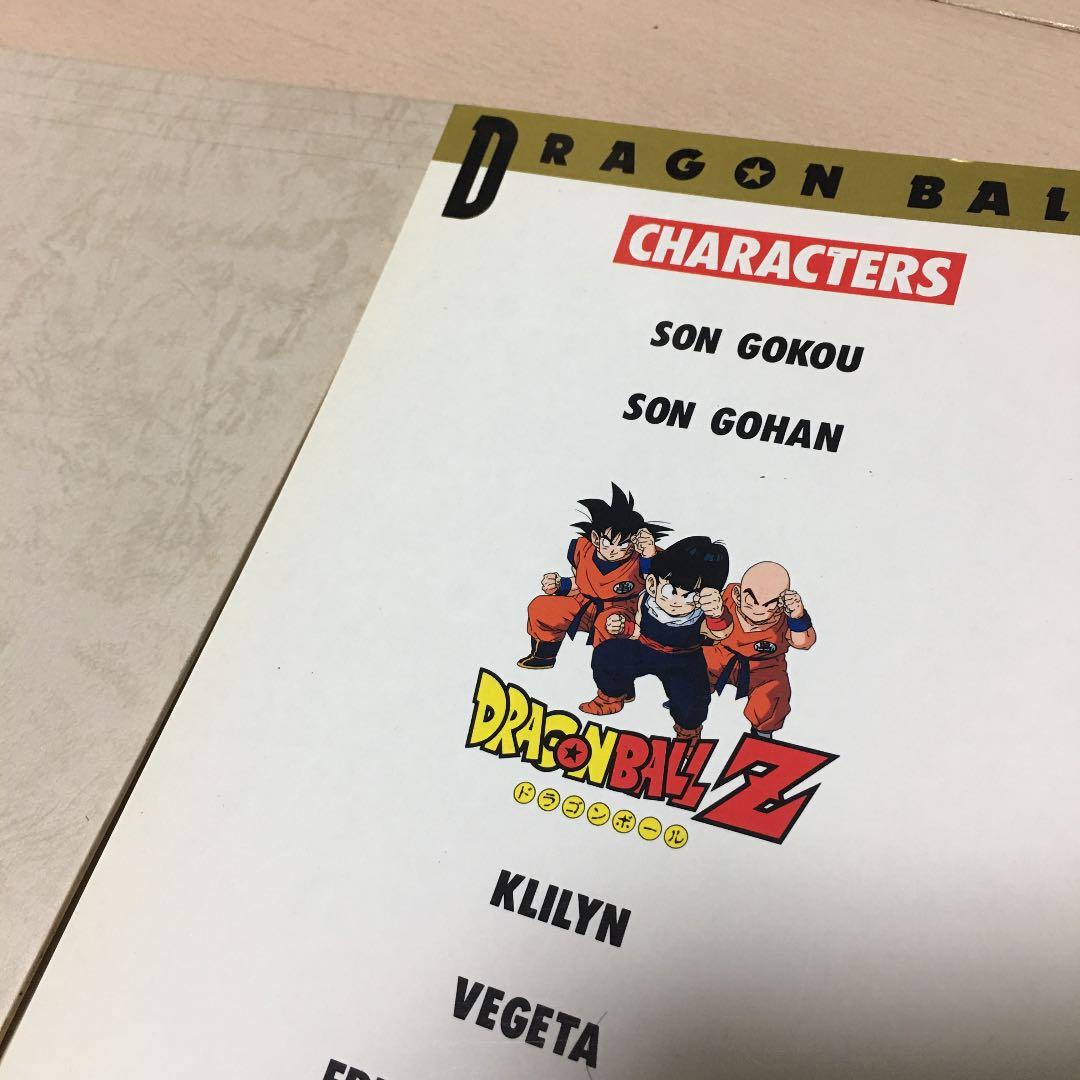 DRAGON BAL
CHARACTERS
SON GOKOU
SON GOHAN
DRAGONBALL Z
ドラゴンボール
KLILYN
VEGETA